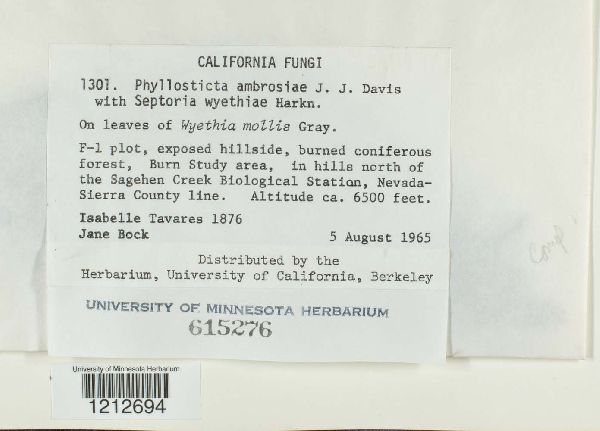 CALIFORNIA FUNGI
1301. Phyllosticta ambrosiae J. J. Davis
with Septoria wyethiae Harkn.
On leaves of Wyethia mollis Gray.
F-1 plot, exposed hillside, burned coniferous
forest, Burn Study area, in hills north of
the Sagehen Creek Biological Station, Nevada-
Sierra County line. Altitude ca. 6500 feet.
Isabelle Tavares 1876
Jane Bock 5 August 1965
Distributed by the
Herbarium, University of California, Berkeley
UNIVERSITY OF MINNESOTA HERBARIUM
615276
University of Minnesota Herbarium
1212694